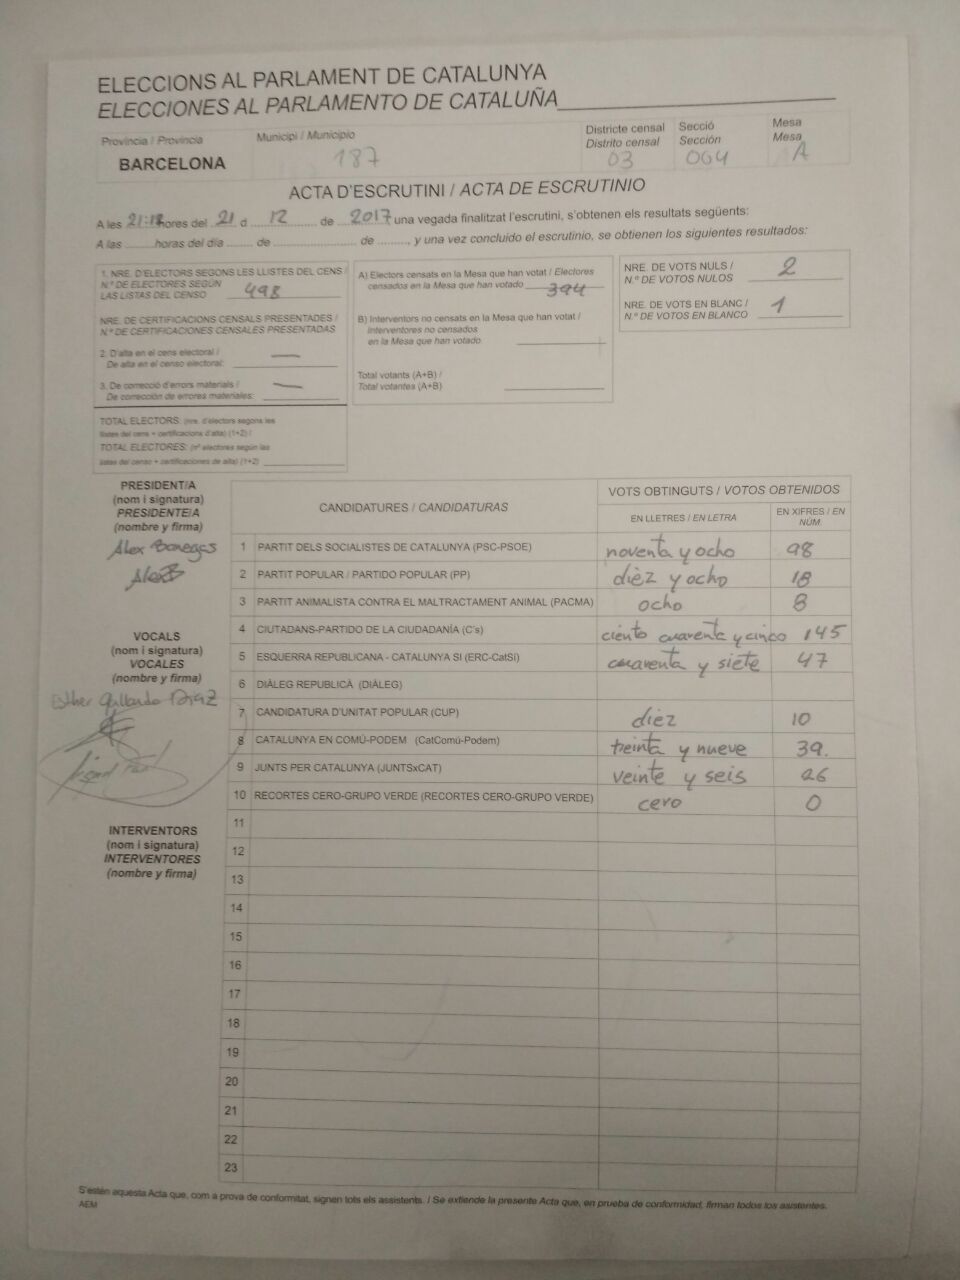 ELECCIONS AL PARLAMENT DE CATALUNYA
ELECCIONES AL PARLAMENTO DE CATALUÑA
Província / Provincia
BARCELONA
Municipi / Municipio
187
Districte censal
Distrito censal
03
Secció
Sección
064
Mesa
Mesa
A
ACTA D'ESCRUTINI / ACTA DE ESCRUTINIO
A les 21:18 hores del 21 d 12 de 2017 una vegada finalitzat l'escrutini, s'obtenen els resultats següents:
A las ........ horas del día ........ de ........................ de ........, y una vez concluido el escrutinio, se obtienen los siguientes resultados:
1. NRE. D'ELECTORS SEGONS LES LLISTES DEL CENS /
N.º DE ELECTORES SEGÚN
LAS LISTAS DEL CENSO 498
NRE. DE CERTIFICACIONS CENSALS PRESENTADES /
N.º DE CERTIFICACIONES CENSALES PRESENTADAS
2. D'alta en el cens electoral / —
De alta en el censo electoral:
3. De correcció d'errors materials / —
De corrección de errores materiales:
TOTAL ELECTORS: (nre. d'electors segons les
llistes del cens + certificacions d'alta) (1+2) /
TOTAL ELECTORES: (nº electores según las
listas del censo + certificaciones de alta) (1+2)
A) Electors censats en la Mesa que han votat / Electores
censados en la Mesa que han votado 394
B) Interventors no censats en la Mesa que han votat /
Interventores no censados
en la Mesa que han votado
Total votants (A+B) /
Total votantes (A+B)
NRE. DE VOTS NULS /
N.º DE VOTOS NULOS 2
NRE. DE VOTS EN BLANC /
N.º DE VOTOS EN BLANCO 1
PRESIDENT/A
(nom i signatura)
PRESIDENTE/A
(nombre y firma)
Alex
VOCALS
(nom i signatura)
VOCALES
(nombre y firma)
Esther Gallardo Diaz
INTERVENTORS
(nom i signatura)
INTERVENTORES
(nombre y firma)
CANDIDATURES / CANDIDATURAS
VOTS OBTINGUTS / VOTOS OBTENIDOS
EN LLETRES / EN LETRA
EN XIFRES / EN NÚM.
1 PARTIT DELS SOCIALISTES DE CATALUNYA (PSC-PSOE) noventa y ocho 98
2 PARTIT POPULAR / PARTIDO POPULAR (PP) dièz y ocho 18
3 PARTIT ANIMALISTA CONTRA EL MALTRACTAMENT ANIMAL (PACMA) ocho 8
4 CIUTADANS-PARTIDO DE LA CIUDADANÍA (C's) ciento cuarenta y cinco 145
5 ESQUERRA REPUBLICANA - CATALUNYA SÍ (ERC-CatSí) cuaventa y siete 47
6 DIÀLEG REPUBLICÀ (DIÀLEG)
7 CANDIDATURA D'UNITAT POPULAR (CUP) diez 10
8 CATALUNYA EN COMÚ-PODEM (CatComú-Podem) treinta y nueve 39.
9 JUNTS PER CATALUNYA (JUNTSxCAT) veinte y seis 26
10 RECORTES CERO-GRUPO VERDE (RECORTES CERO-GRUPO VERDE) cero 0
11
12
13
14
15
16
17
18
19
20
21
22
23
S'estén aquesta Acta que, com a prova de conformitat, signen tots els assistents. / Se extiende la presente Acta que, en prueba de conformidad, firman todos los asistentes.
AEM